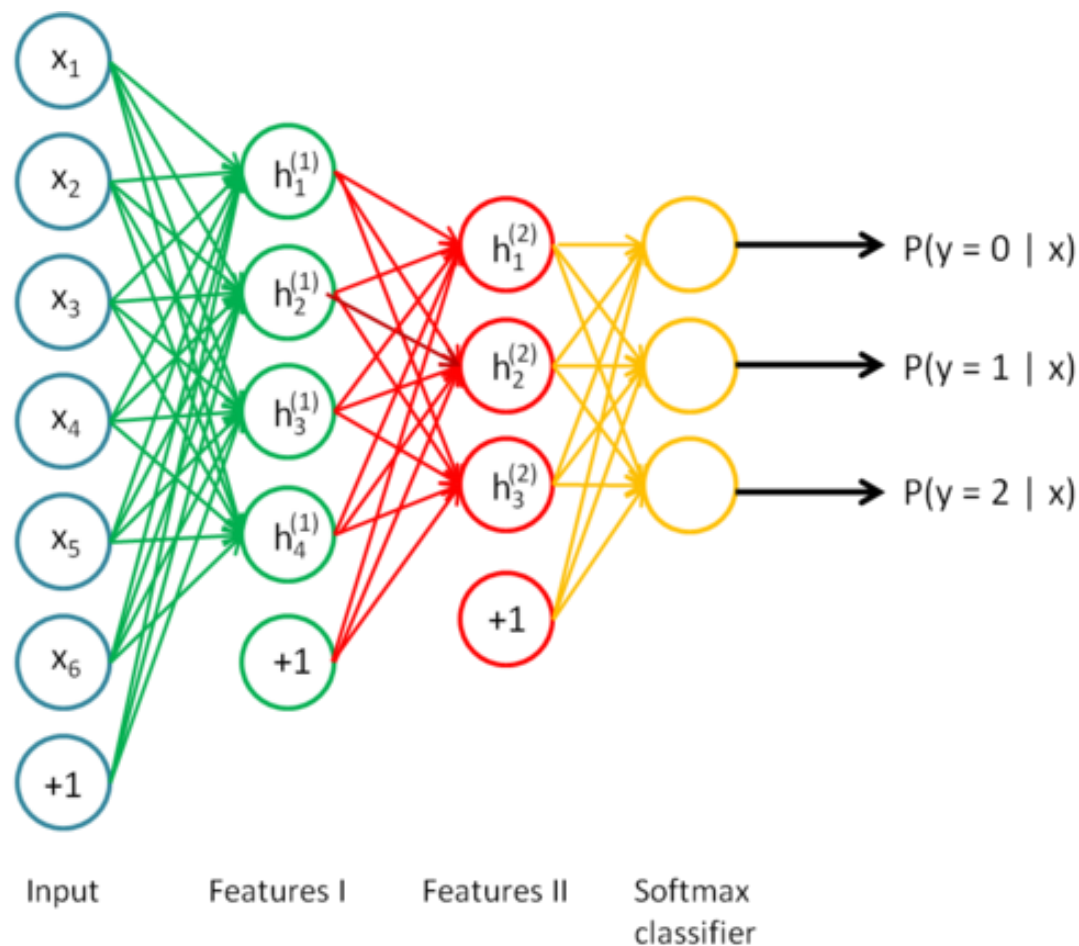 x₁
x₂
x₃
x₄
x₅
x₆
+1
h₁⁽¹⁾
h₂⁽¹⁾
h₃⁽¹⁾
h₄⁽¹⁾
+1
h₁⁽²⁾
h₂⁽²⁾
h₃⁽²⁾
+1
P(y = 0 | x)
P(y = 1 | x)
P(y = 2 | x)
Input
Features I
Features II
Softmax
classifier